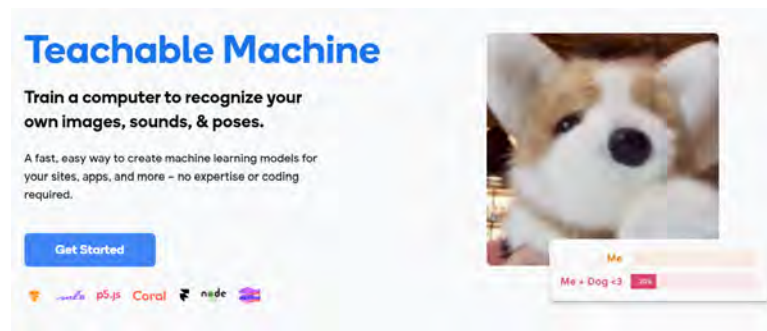 Teachable Machine
Train a computer to recognize your
own images, sounds, & poses.
A fast, easy way to create machine learning models for
your sites, apps, and more – no expertise or coding
required.
Get Started
p5.js Coral node
Me
Me + Dog <3